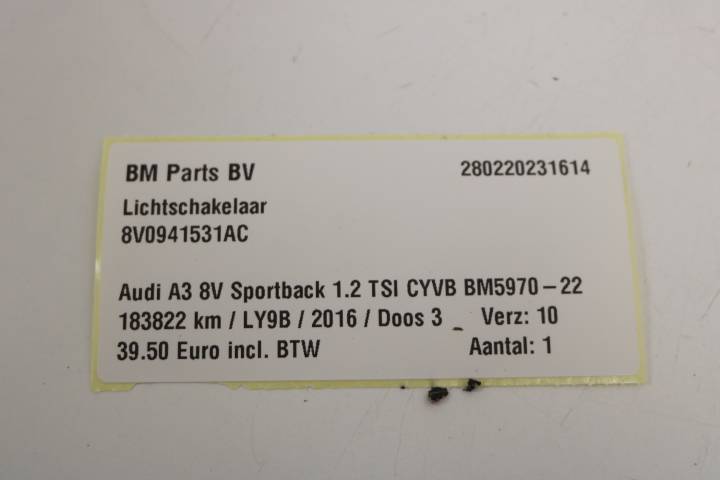 BM Parts BV 280220231614
Lichtschakelaar
8V0941531AC
Audi A3 8V Sportback 1.2 TSI CYVB BM5970-22
183822 km / LY9B / 2016 / Doos 3 Verz: 10
39.50 Euro incl. BTW Aantal: 1